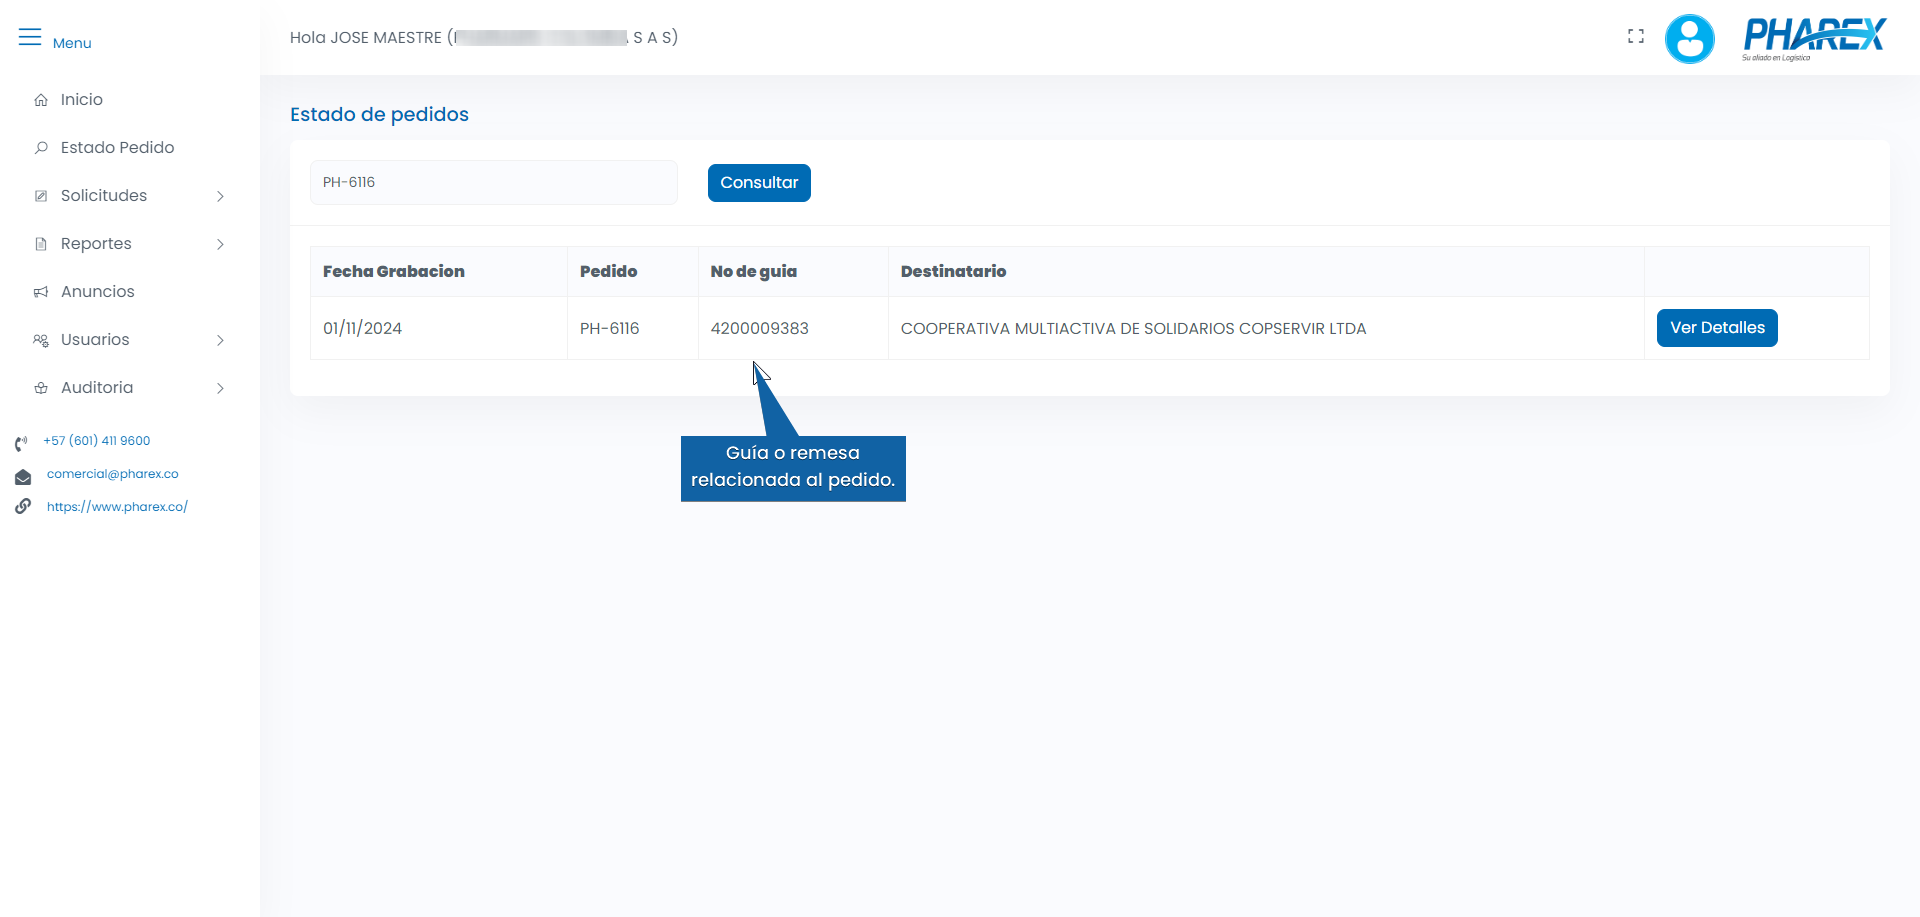 Menu
Hola JOSE MAESTRE ( S A S)
PHAREX
Su aliado en Logística
Inicio
Estado Pedido
Solicitudes
Reportes
Anuncios
Usuarios
Auditoria
+57 (601) 411 9600
comercial@pharex.co
https://www.pharex.co/
Estado de pedidos
PH-6116
Consultar
Fecha Grabacion Pedido No de guia Destinatario
01/11/2024 PH-6116 4200009383 COOPERATIVA MULTIACTIVA DE SOLIDARIOS COPSERVIR LTDA Ver Detalles
Guía o remesa
relacionada al pedido.